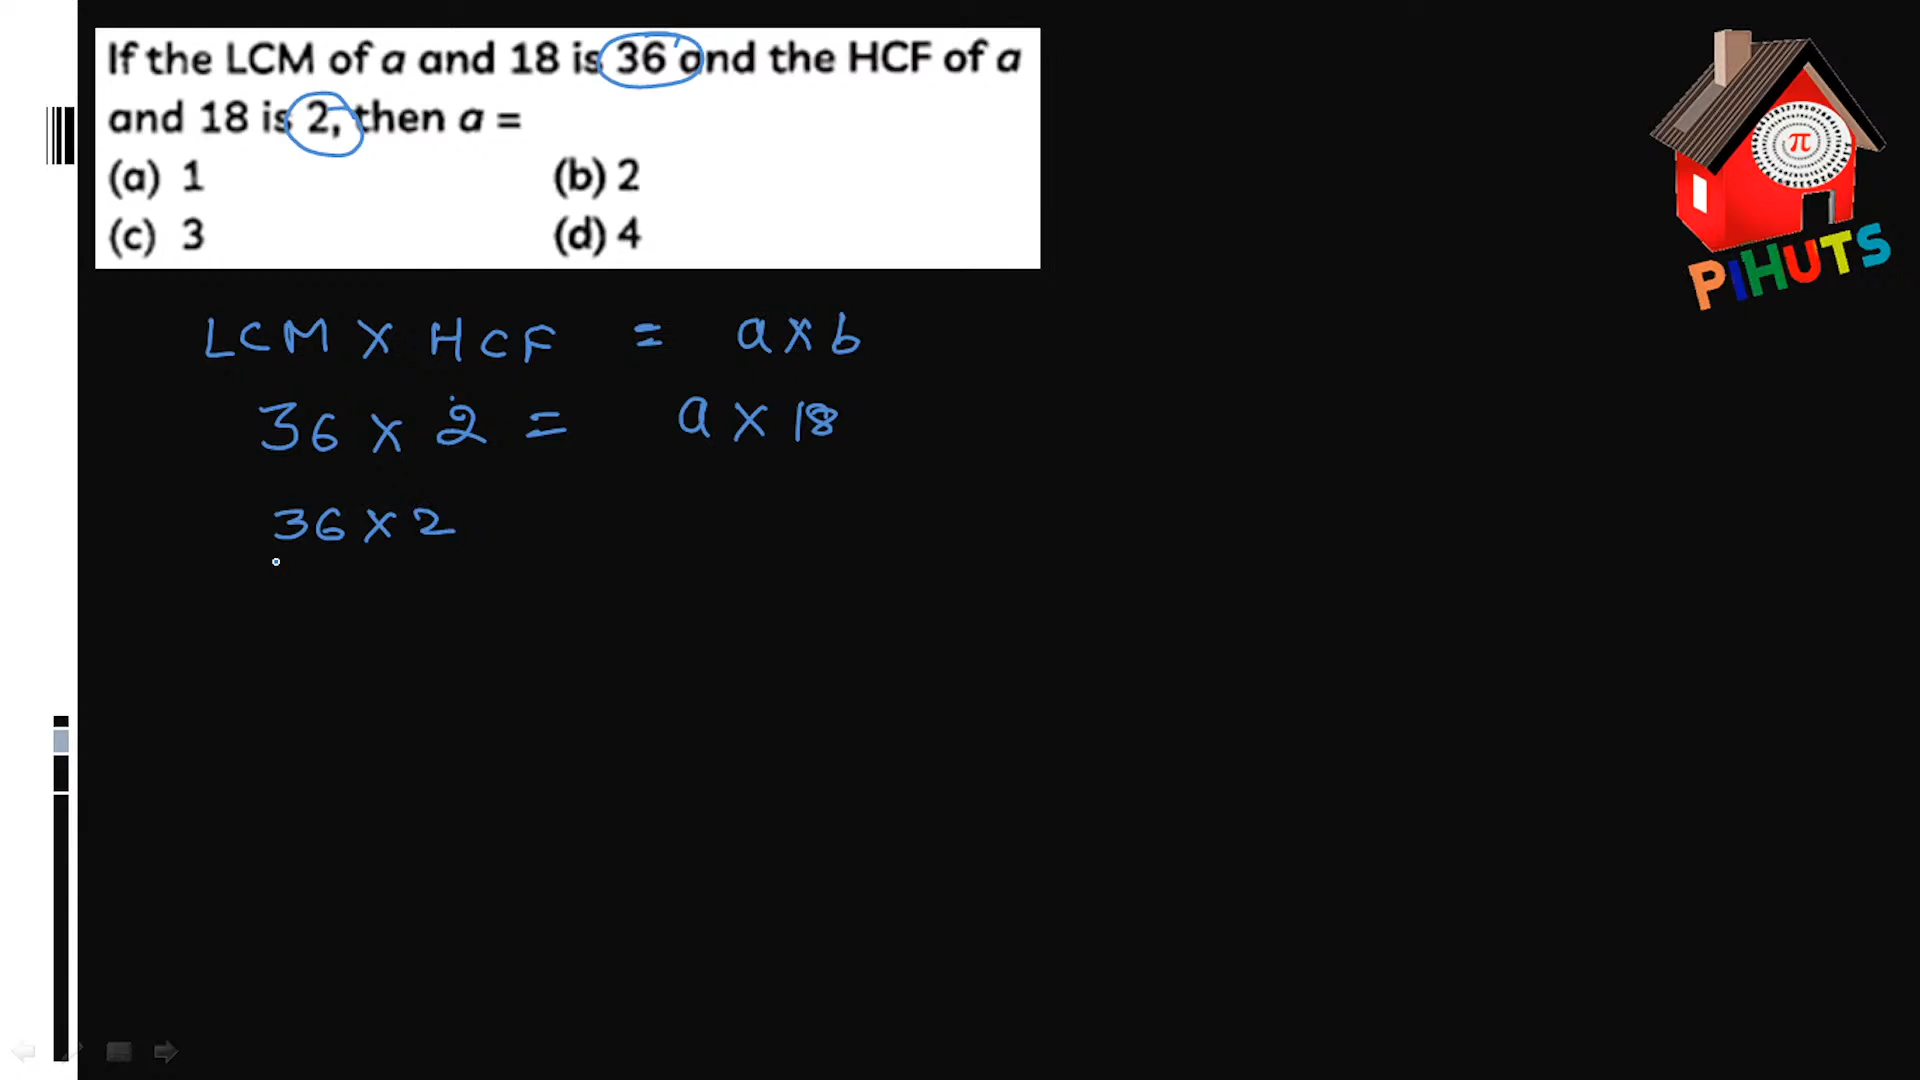 If the LCM of a and 18 is 36 and the HCF of a
and 18 is 2, then a =
(a) 1 (b) 2
(c) 3 (d) 4
LCM X HCF = a x b
36 x 2 = a x 18
36 x 2
π
PIHUTS